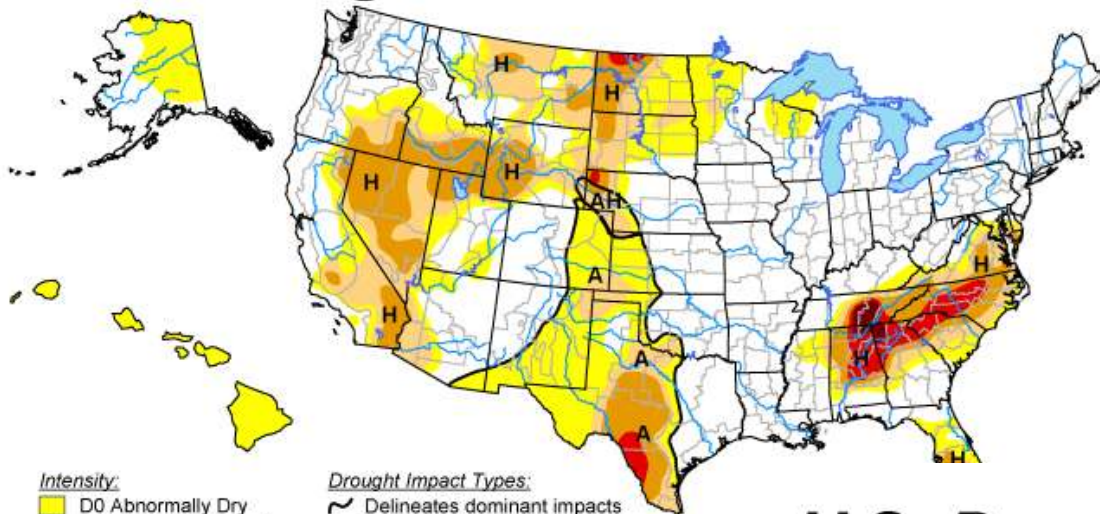 H
H
H
H
AH
H
A
H
A
H
A
H
Intensity:
Drought Impact Types:
D0 Abnormally Dry
Delineates dominant impacts